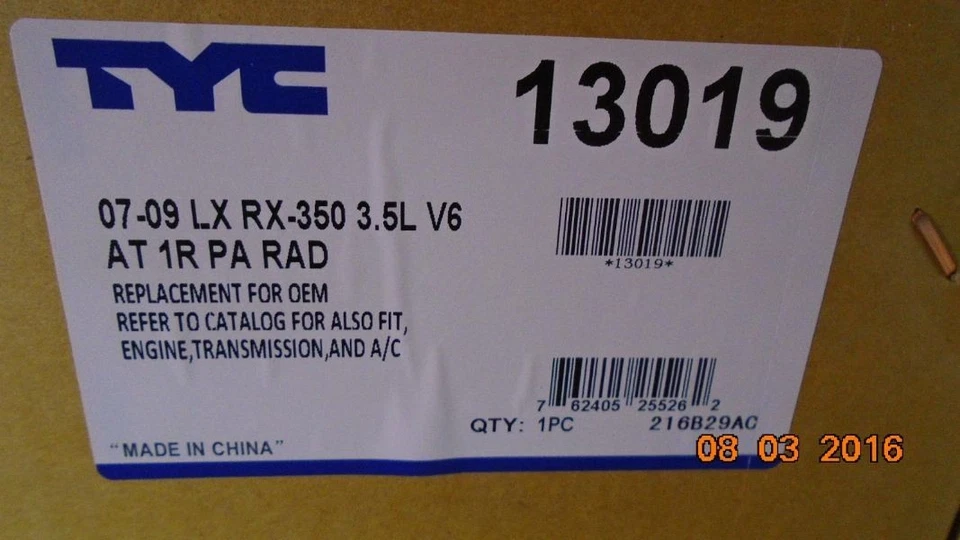 TYC
13019
07-09 LX RX-350 3.5L V6
AT 1R PA RAD
REPLACEMENT FOR OEM
REFER TO CATALOG FOR ALSO FIT,
ENGINE,TRANSMISSION,AND A/C
*13019*
7 62405 25526 2
QTY: 1PC 216B29AC
"MADE IN CHINA"
08 03 2016